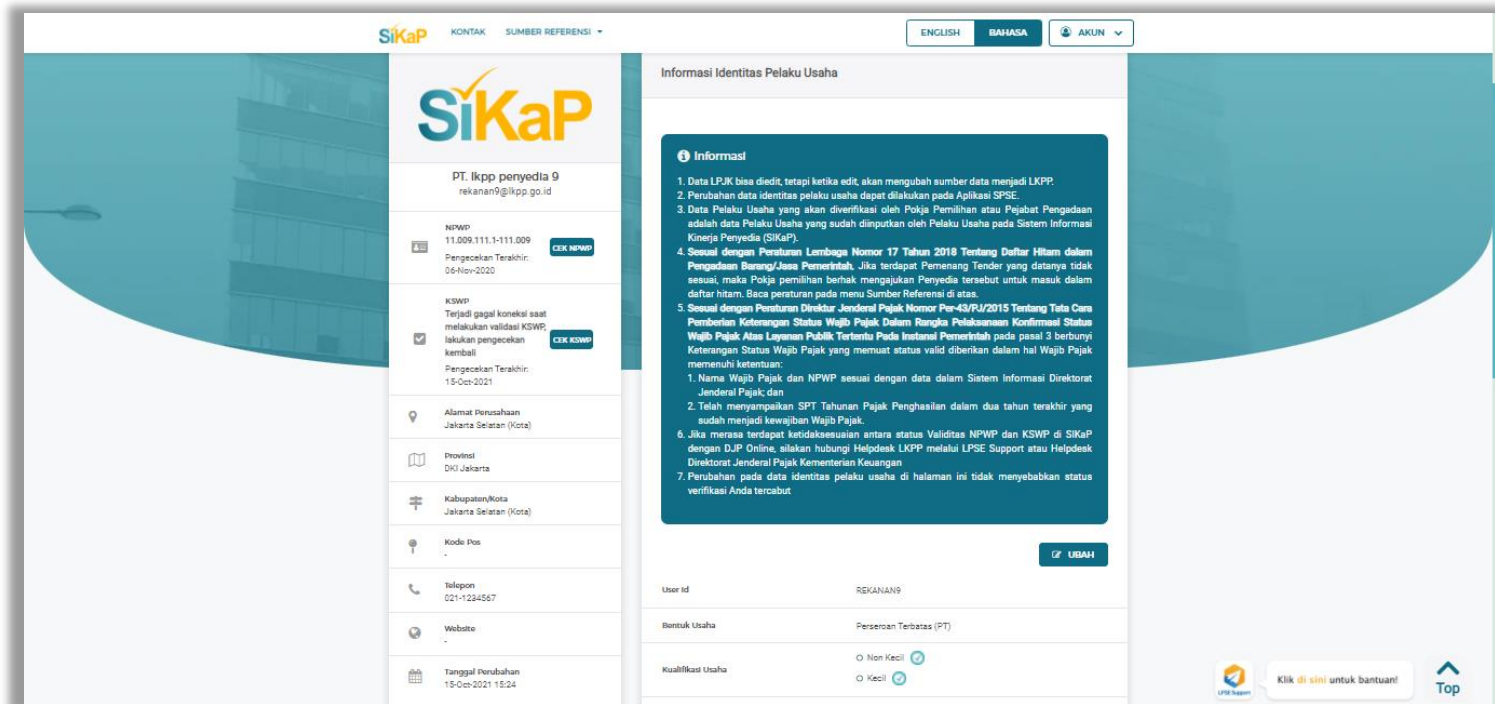 SiKaP
KONTAK
SUMBER REFERENSI
ENGLISH
BAHASA
AKUN
SiKaP
PT. lkpp penyedia 9
rekanan9@lkpp.go.id
NPWP
11.009.111.1-111.009
CEK NPWP
Pengecekan Terakhir:
06-Nov-2020
KSWP
Terjadi gagal koneksi saat
melakukan validasi KSWP,
lakukan pengecekan
kembali
CEK KSWP
Pengecekan Terakhir:
15-Oct-2021
Alamat Perusahaan
Jakarta Selatan (Kota)
Provinsi
DKI Jakarta
Kabupaten/Kota
Jakarta Selatan (Kota)
Kode Pos
-
Telepon
021-1234567
Website
-
Tanggal Perubahan
15-Oct-2021 15:24
Informasi Identitas Pelaku Usaha
Informasi
1. Data LPJK bisa diedit, tetapi ketika edit, akan mengubah sumber data menjadi LKPP.
2. Perubahan data identitas pelaku usaha dapat dilakukan pada Aplikasi SPSE.
3. Data Pelaku Usaha yang akan diverifikasi oleh Pokja Pemilihan atau Pejabat Pengadaan
adalah data Pelaku Usaha yang sudah diinputkan oleh Pelaku Usaha pada Sistem Informasi
Kinerja Penyedia (SIKaP).
4. Sesuai dengan Peraturan Lembaga Nomor 17 Tahun 2018 Tentang Daftar Hitam dalam
Pengadaan Barang/Jasa Pemerintah, Jika terdapat Pemenang Tender yang datanya tidak
sesuai, maka Pokja pemilihan berhak mengajukan Penyedia tersebut untuk masuk dalam
daftar hitam. Baca peraturan pada menu Sumber Referensi di atas.
5. Sesuai dengan Peraturan Direktur Jenderal Pajak Nomor Per-43/PJ/2015 Tentang Tata Cara
Pemberian Keterangan Status Wajib Pajak Dalam Rangka Pelaksanaan Konfirmasi Status
Wajib Pajak Atas Layanan Publik Tertentu Pada Instansi Pemerintah pada pasal 3 berbunyi
Keterangan Status Wajib Pajak yang memuat status valid diberikan dalam hal Wajib Pajak
memenuhi ketentuan:
1. Nama Wajib Pajak dan NPWP sesuai dengan data dalam Sistem Informasi Direktorat
Jenderal Pajak; dan
2. Telah menyampaikan SPT Tahunan Pajak Penghasilan dalam dua tahun terakhir yang
sudah menjadi kewajiban Wajib Pajak.
6. Jika merasa terdapat ketidaksesuaian antara status Validitas NPWP dan KSWP di SIKaP
dengan DJP Online, silakan hubungi Helpdesk LKPP melalui LPSE Support atau Helpdesk
Direktorat Jenderal Pajak Kementerian Keuangan
7. Perubahan pada data identitas pelaku usaha di halaman ini tidak menyebabkan status
verifikasi Anda tercabut
UBAH
User Id
REKANAN9
Bentuk Usaha
Perseroan Terbatas (PT)
Kualifikasi Usaha
Non Kecil
Kecil
LPSE Support
Klik di sini untuk bantuan!
Top